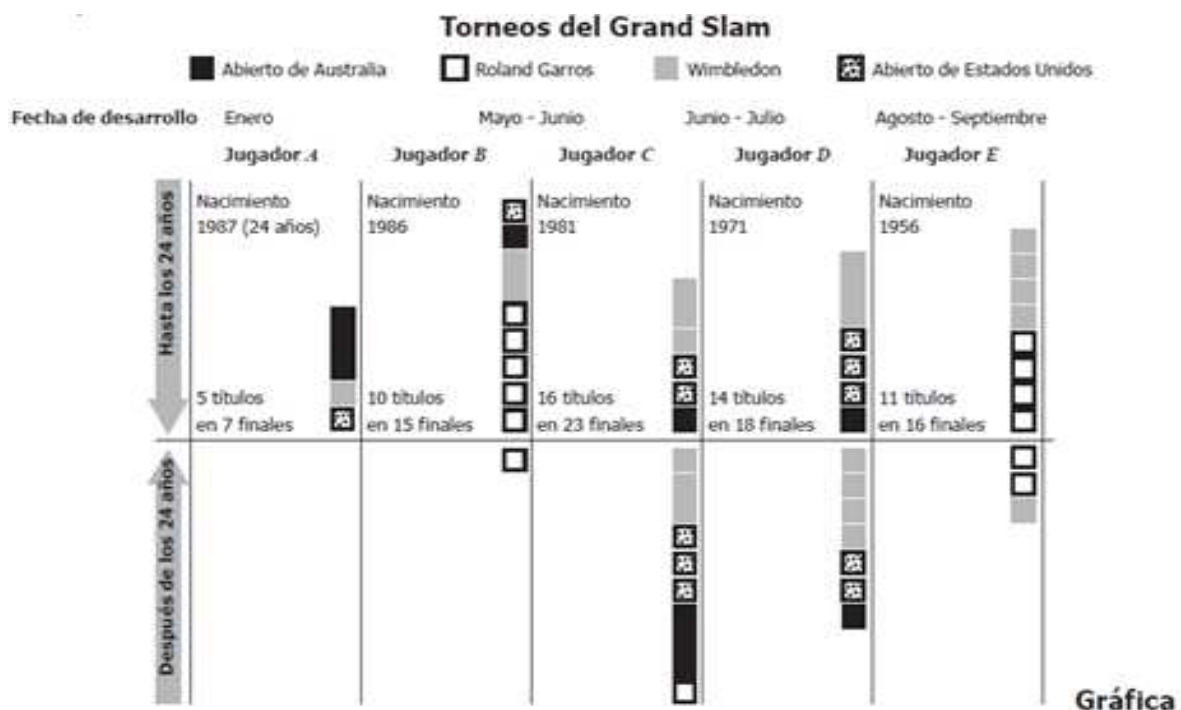 Torneos del Grand Slam
Abierto de Australia Roland Garros Wimbledon Abierto de Estados Unidos
Fecha de desarrollo Enero Mayo - Junio Junio - Julio Agosto - Septiembre
Jugador A Jugador B Jugador C Jugador D Jugador E
Hasta los 24 años
Nacimiento Nacimiento Nacimiento Nacimiento Nacimiento
1987 (24 años) 1986 1981 1971 1956
5 títulos 10 títulos 16 títulos 14 títulos 11 títulos
en 7 finales en 15 finales en 23 finales en 18 finales en 16 finales
Después de los 24 años
Gráfica